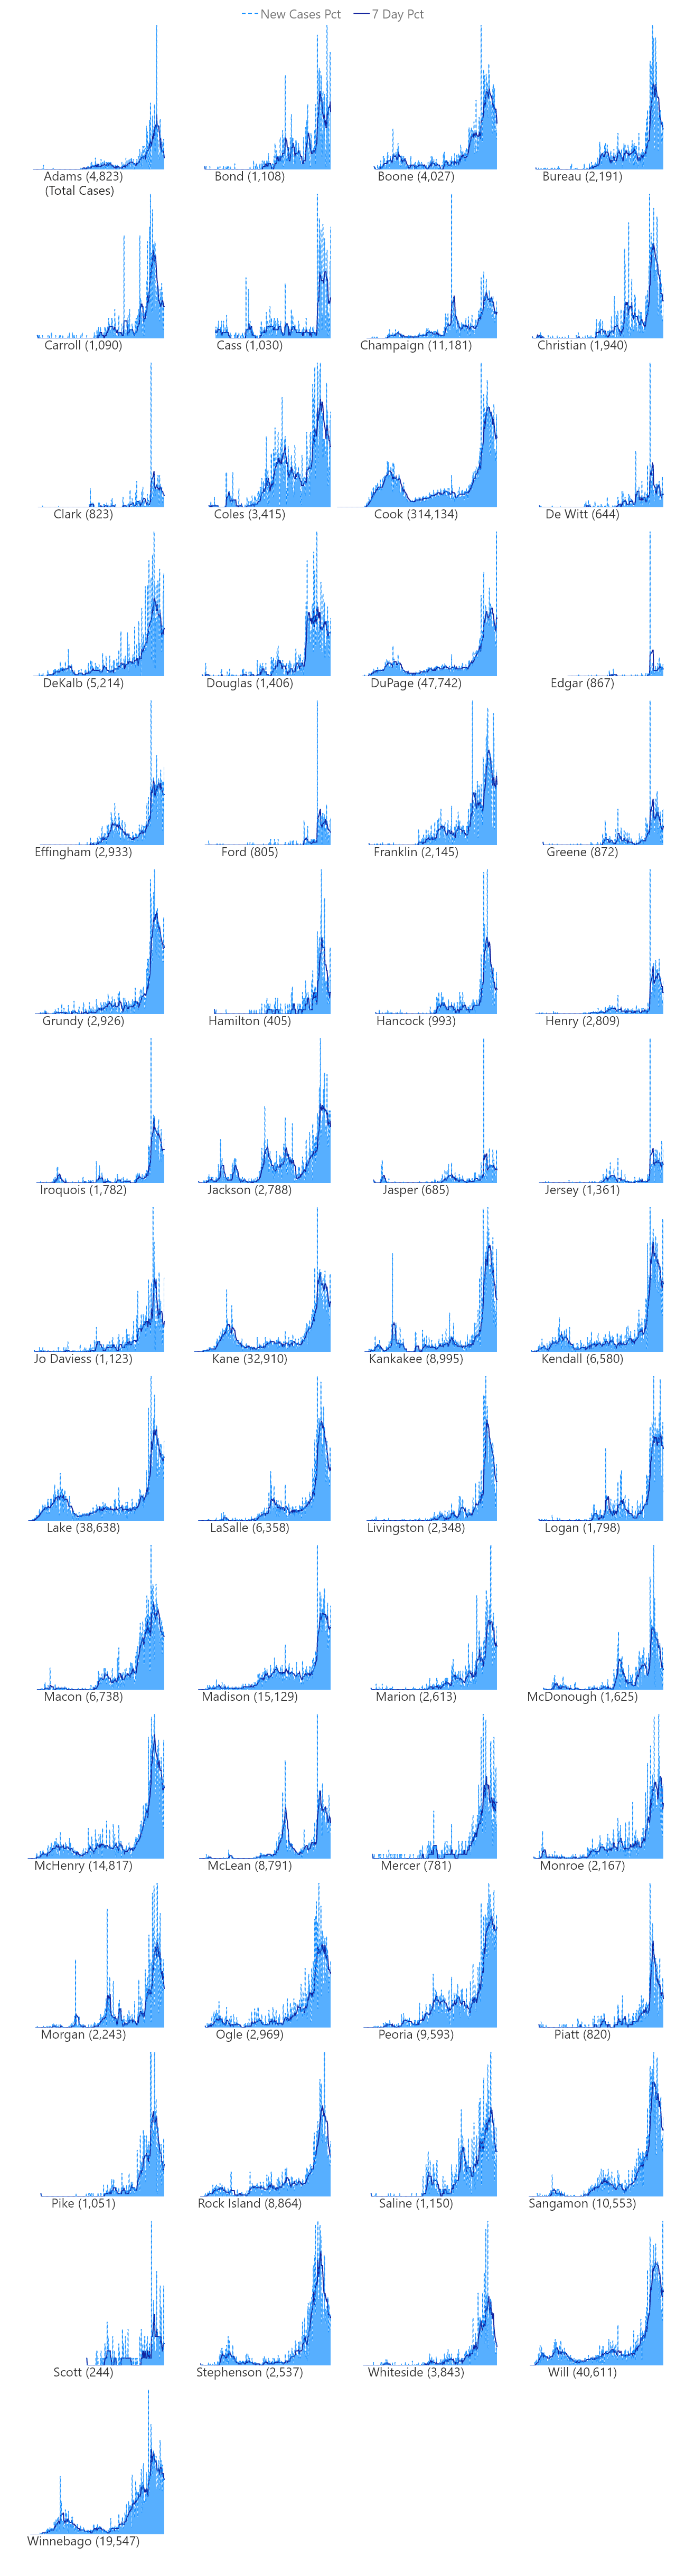 New Cases Pct 7 Day Pct
Adams (4,823) Bond (1,108) Boone (4,027) Bureau (2,191)
(Total Cases)
Carroll (1,090) Cass (1,030) Champaign (11,181) Christian (1,940)
Clark (823) Coles (3,415) Cook (314,134) De Witt (644)
DeKalb (5,214) Douglas (1,406) DuPage (47,742) Edgar (867)
Effingham (2,933) Ford (805) Franklin (2,145) Greene (872)
Grundy (2,926) Hamilton (405) Hancock (993) Henry (2,809)
Iroquois (1,782) Jackson (2,788) Jasper (685) Jersey (1,361)
Jo Daviess (1,123) Kane (32,910) Kankakee (8,995) Kendall (6,580)
Lake (38,638) LaSalle (6,358) Livingston (2,348) Logan (1,798)
Macon (6,738) Madison (15,129) Marion (2,613) McDonough (1,625)
McHenry (14,817) McLean (8,791) Mercer (781) Monroe (2,167)
Morgan (2,243) Ogle (2,969) Peoria (9,593) Piatt (820)
Pike (1,051) Rock Island (8,864) Saline (1,150) Sangamon (10,553)
Scott (244) Stephenson (2,537) Whiteside (3,843) Will (40,611)
Winnebago (19,547)